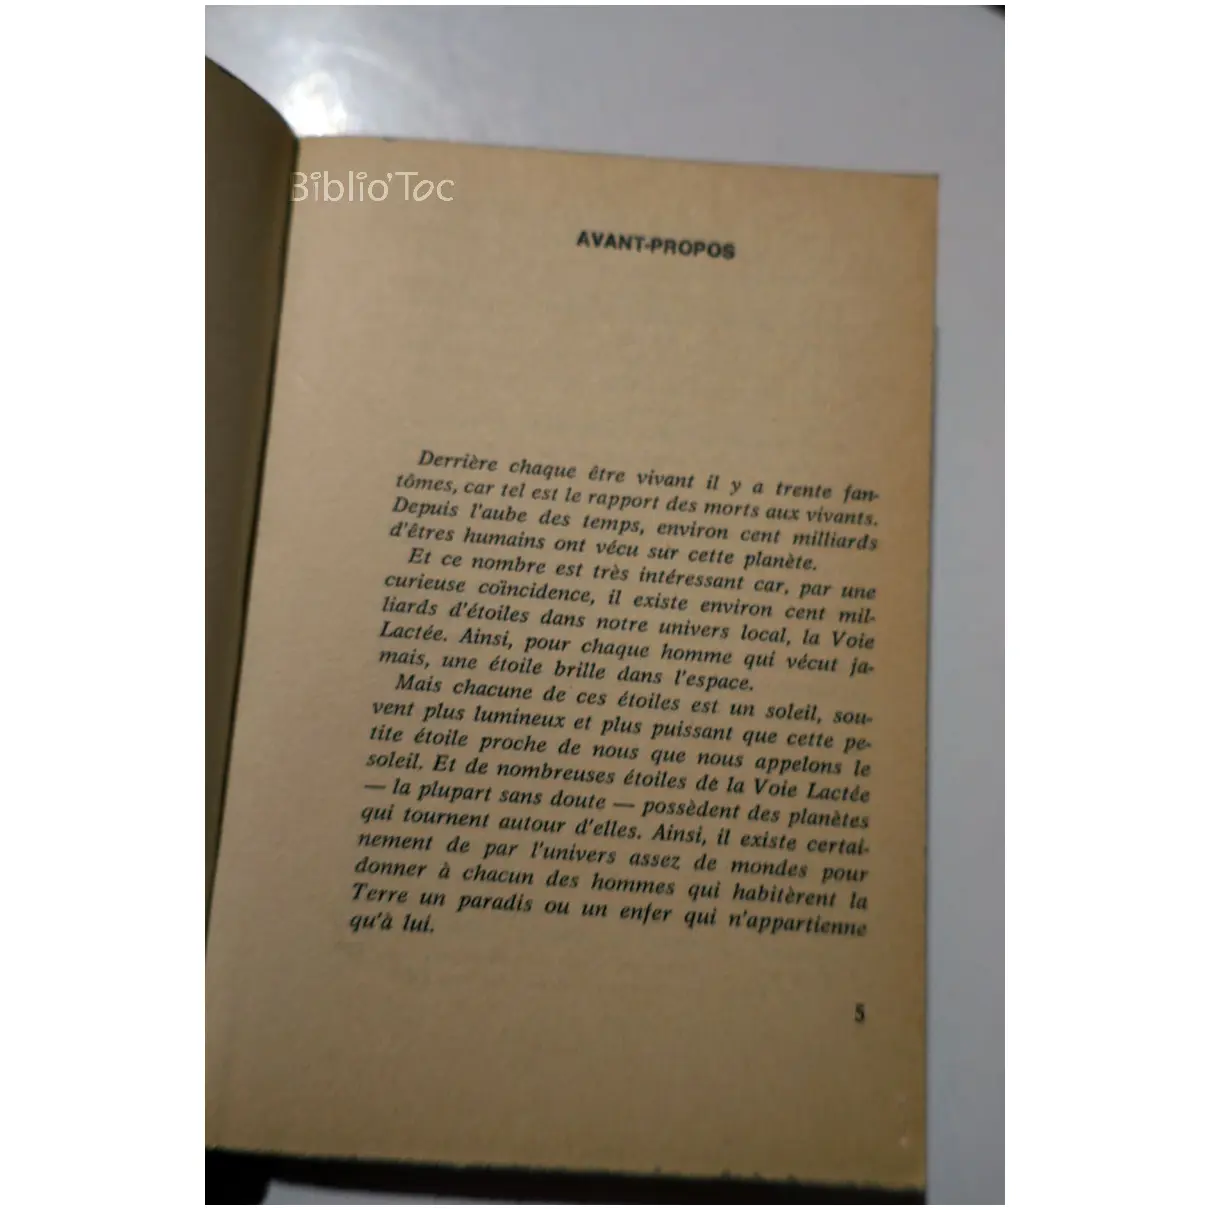 Biblio'Toc
AVANT-PROPOS
Derrière chaque être vivant il y a trente fan-
tômes, car tel est le rapport des morts aux vivants.
Depuis l'aube des temps, environ cent milliards
d'êtres humains ont vécu sur cette planète.
Et ce nombre est très intéressant car, par une
curieuse coïncidence, il existe environ cent mil-
liards d'étoiles dans notre univers local, la Voie
Lactée. Ainsi, pour chaque homme qui vécut ja-
mais, une étoile brille dans l'espace.
Mais chacune de ces étoiles est un soleil, sou-
vent plus lumineux et plus puissant que cette pe-
tite étoile proche de nous que nous appelons le
soleil. Et de nombreuses étoiles de la Voie Lactée
— la plupart sans doute — possèdent des planètes
qui tournent autour d'elles. Ainsi, il existe certai-
nement de par l'univers assez de mondes pour
donner à chacun des hommes qui habitèrent la
Terre un paradis ou un enfer qui n'appartienne
qu'à lui.
5